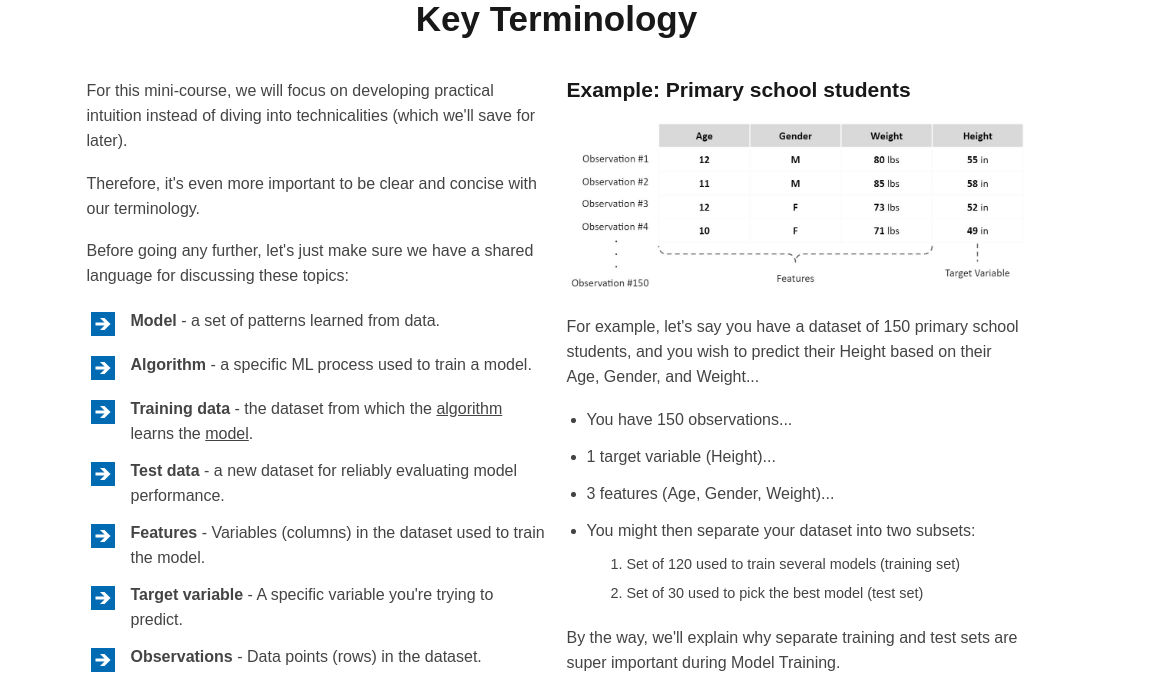 Key Terminology
For this mini-course, we will focus on developing practical
intuition instead of diving into technicalities (which we'll save for
later).
Therefore, it's even more important to be clear and concise with
our terminology.
Before going any further, let's just make sure we have a shared
language for discussing these topics:
Model - a set of patterns learned from data.
Algorithm - a specific ML process used to train a model.
Training data - the dataset from which the algorithm
learns the model.
Test data - a new dataset for reliably evaluating model
performance.
Features - Variables (columns) in the dataset used to train
the model.
Target variable - A specific variable you're trying to
predict.
Observations - Data points (rows) in the dataset.
Example: Primary school students
Age Gender Weight Height
Observation #1 12 M 80 lbs 55 in
Observation #2 11 M 85 lbs 58 in
Observation #3 12 F 73 lbs 52 in
Observation #4 10 F 71 lbs 49 in
Observation #150
Features
Target Variable
For example, let's say you have a dataset of 150 primary school
students, and you wish to predict their Height based on their
Age, Gender, and Weight...
• You have 150 observations...
• 1 target variable (Height)...
• 3 features (Age, Gender, Weight)...
• You might then separate your dataset into two subsets:
1. Set of 120 used to train several models (training set)
2. Set of 30 used to pick the best model (test set)
By the way, we'll explain why separate training and test sets are
super important during Model Training.